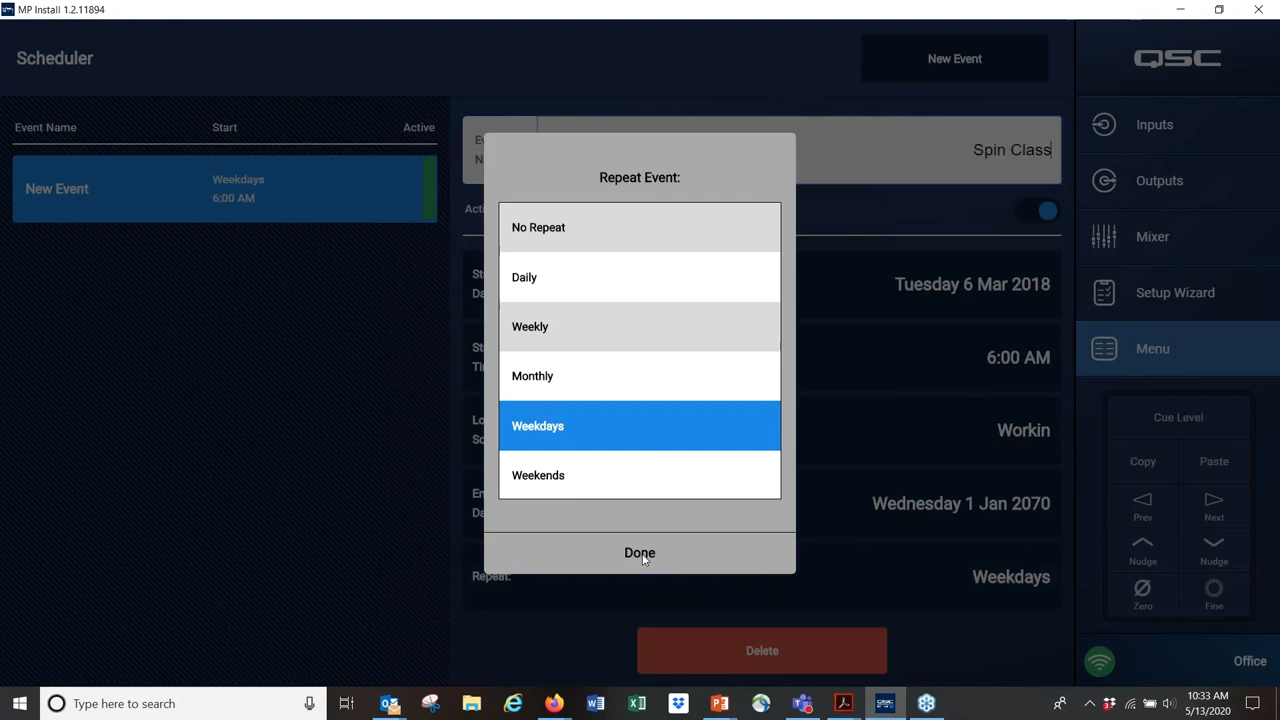 MP Install 1.2.11894
Scheduler
New Event
QSC
Event Name Start Active
New Event
Weekdays
6:00 AM
Spin Class
Repeat Event:
No Repeat
Daily
Weekly
Monthly
Weekdays
Weekends
Done
Tuesday 6 Mar 2018
6:00 AM
Workin
Wednesday 1 Jan 2070
Repeat: Weekdays
Delete
Inputs
Outputs
Mixer
Setup Wizard
Menu
Cue Level
Copy Paste
Prev Next
Nudge Nudge
Zero Fine
Office
Type here to search
10:33 AM
5/13/2020